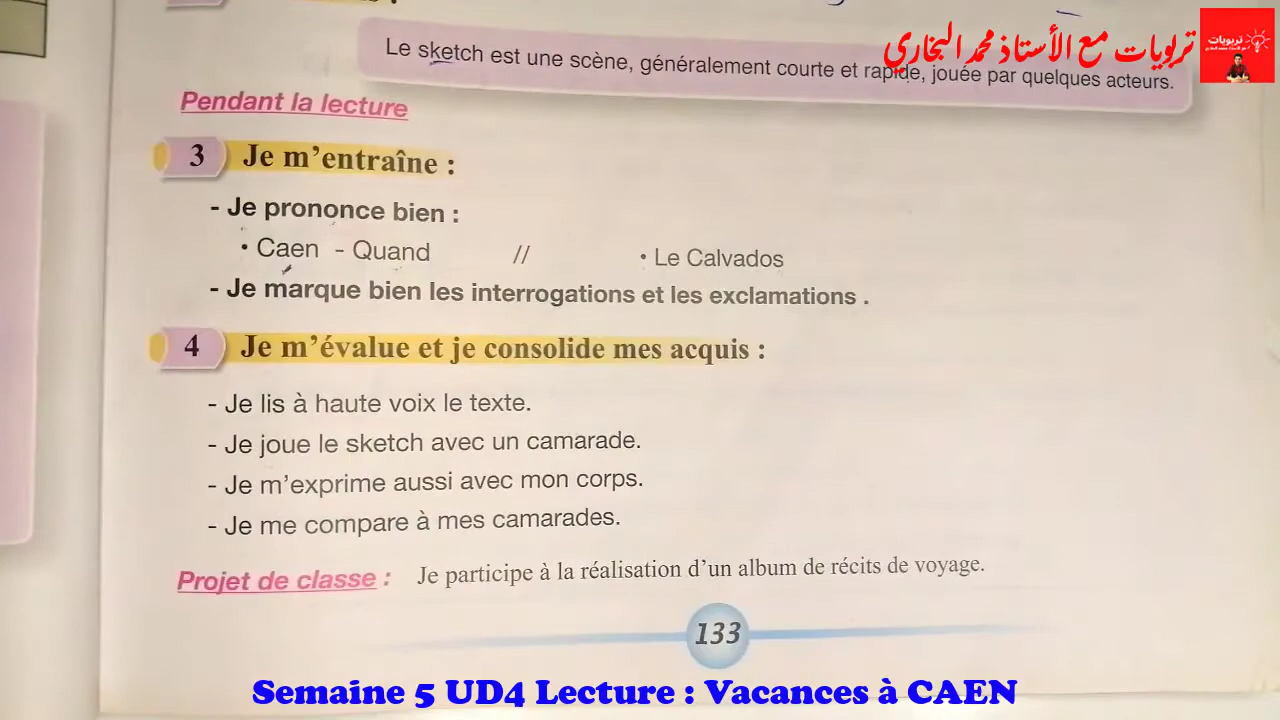 تربويات مع الأستاذ محمد البخاري
تربويات
Le sketch est une scène, généralement courte et rapide, jouée par quelques acteurs.
Pendant la lecture
3 Je m'entraîne :
- Je prononce bien :
• Caen - Quand // • Le Calvados
- Je marque bien les interrogations et les exclamations .
4 Je m'évalue et je consolide mes acquis :
- Je lis à haute voix le texte.
- Je joue le sketch avec un camarade.
- Je m'exprime aussi avec mon corps.
- Je me compare à mes camarades.
Projet de classe : Je participe à la réalisation d'un album de récits de voyage.
133
Semaine 5 UD4 Lecture : Vacances à CAEN